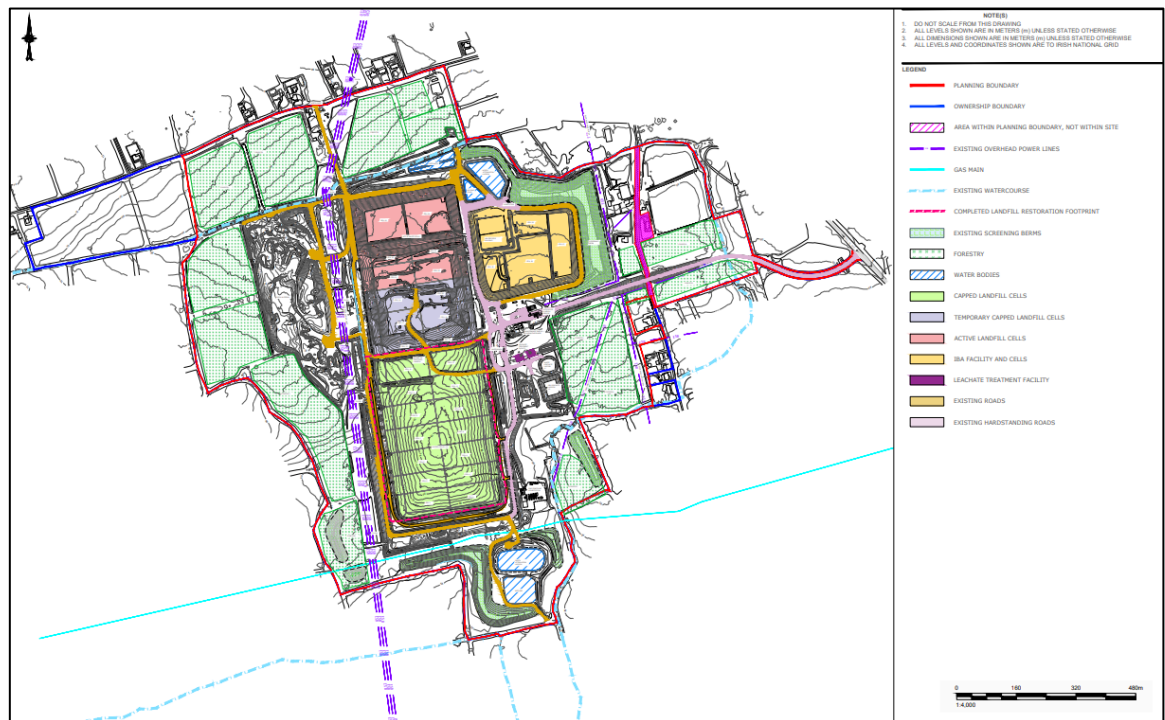 NOTE(S)
1. DO NOT SCALE FROM THIS DRAWING
2. ALL LEVELS SHOWN ARE IN METERS (m) UNLESS STATED OTHERWISE
3. ALL DIMENSIONS SHOWN ARE IN METERS (m) UNLESS STATED OTHERWISE
4. ALL LEVELS AND COORDINATES SHOWN ARE TO IRISH NATIONAL GRID
LEGEND
PLANNING BOUNDARY
OWNERSHIP BOUNDARY
AREA WITHIN PLANNING BOUNDARY, NOT WITHIN SITE
EXISTING OVERHEAD POWER LINES
GAS MAIN
EXISTING WATERCOURSE
COMPLETED LANDFILL RESTORATION FOOTPRINT
EXISTING SCREENING BERMS
FORESTRY
WATER BODIES
CAPPED LANDFILL CELLS
TEMPORARY CAPPED LANDFILL CELLS
ACTIVE LANDFILL CELLS
IBA FACILITY AND CELLS
LEACHATE TREATMENT FACILITY
EXISTING ROADS
EXISTING HARDSTANDING ROADS
0 160 320 480m
1:4,000